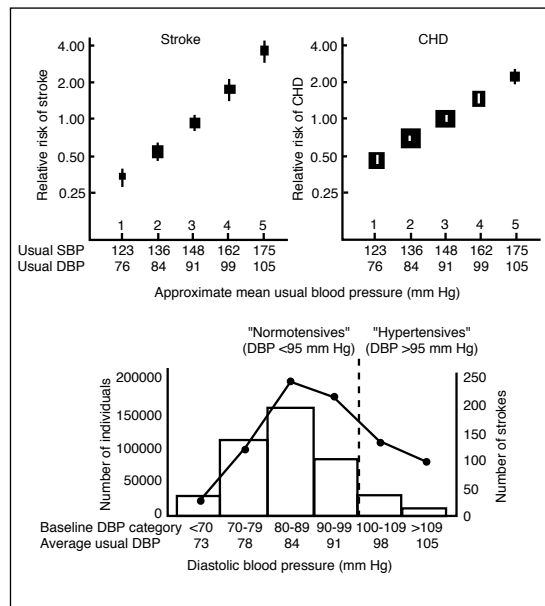 Stroke
CHD
Relative risk of stroke
4.00
2.00
1.00
0.50
0.25
Relative risk of CHD
4.00
2.00
1.00
0.50
0.25
1 2 3 4 5
1 2 3 4 5
Usual SBP 123 136 148 162 175
123 136 148 162 175
Usual DBP 76 84 91 99 105
76 84 91 99 105
Approximate mean usual blood pressure (mm Hg)
"Normotensives" "Hypertensives"
(DBP <95 mm Hg) (DBP >95 mm Hg)
Number of individuals
200000
150000
100000
50000
0
250
200
150
100
50
0
Number of strokes
Baseline DBP category <70 70-79 80-89 90-99 100-109 >109
Average usual DBP 73 78 84 91 98 105
Diastolic blood pressure (mm Hg)